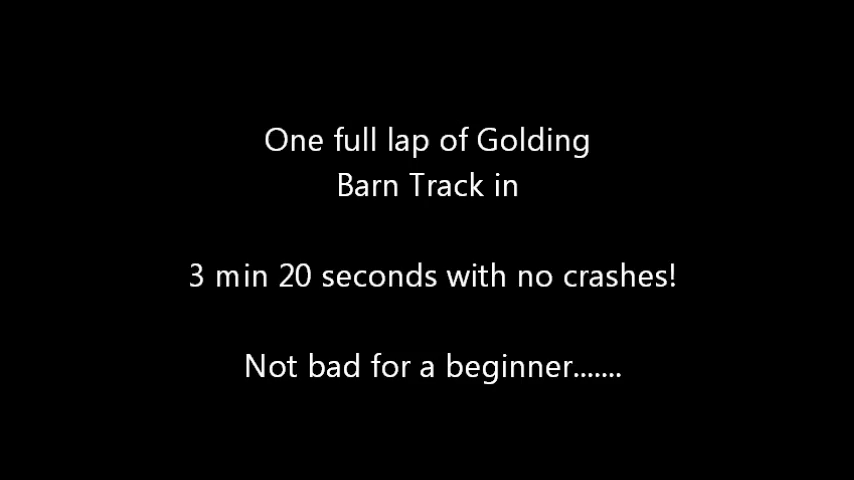 One full lap of Golding
Barn Track in
3 min 20 seconds with no crashes!
Not bad for a beginner.......